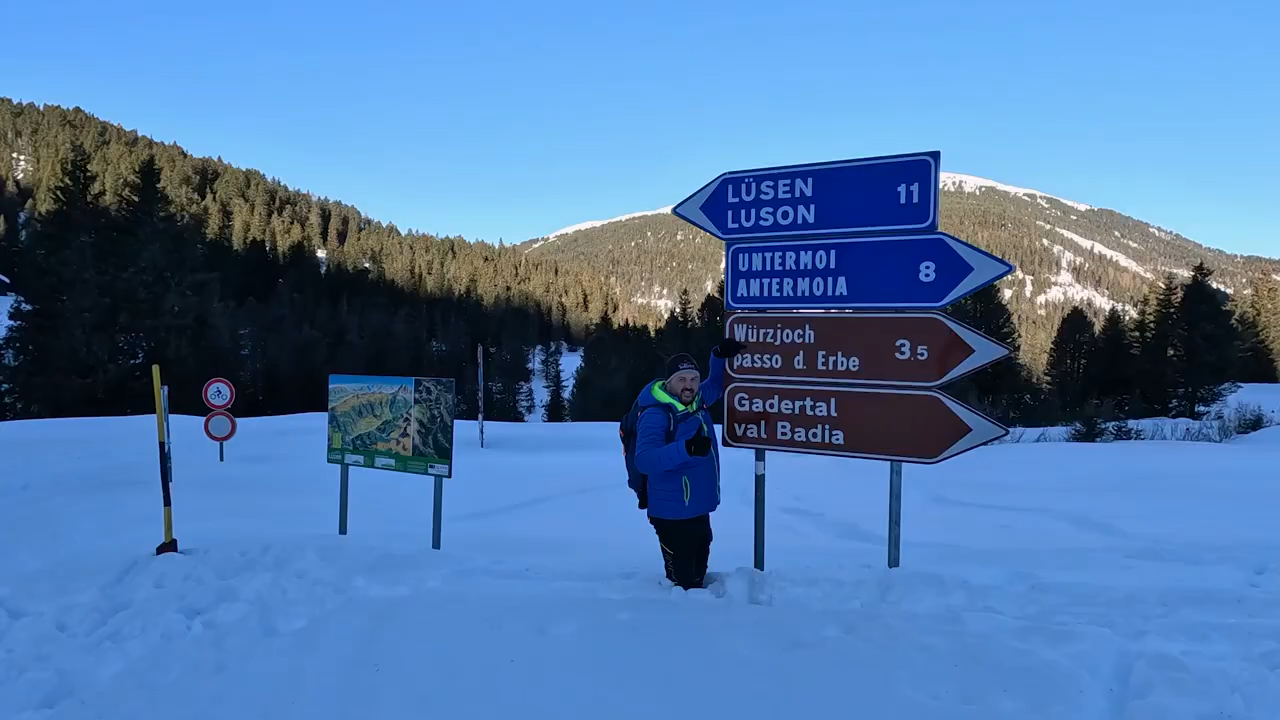 LÜSEN
LUSON
11
UNTERMOI
ANTERMOIA
8
Würzjoch
passo d. Erbe
3.5
Gadertal
val Badia